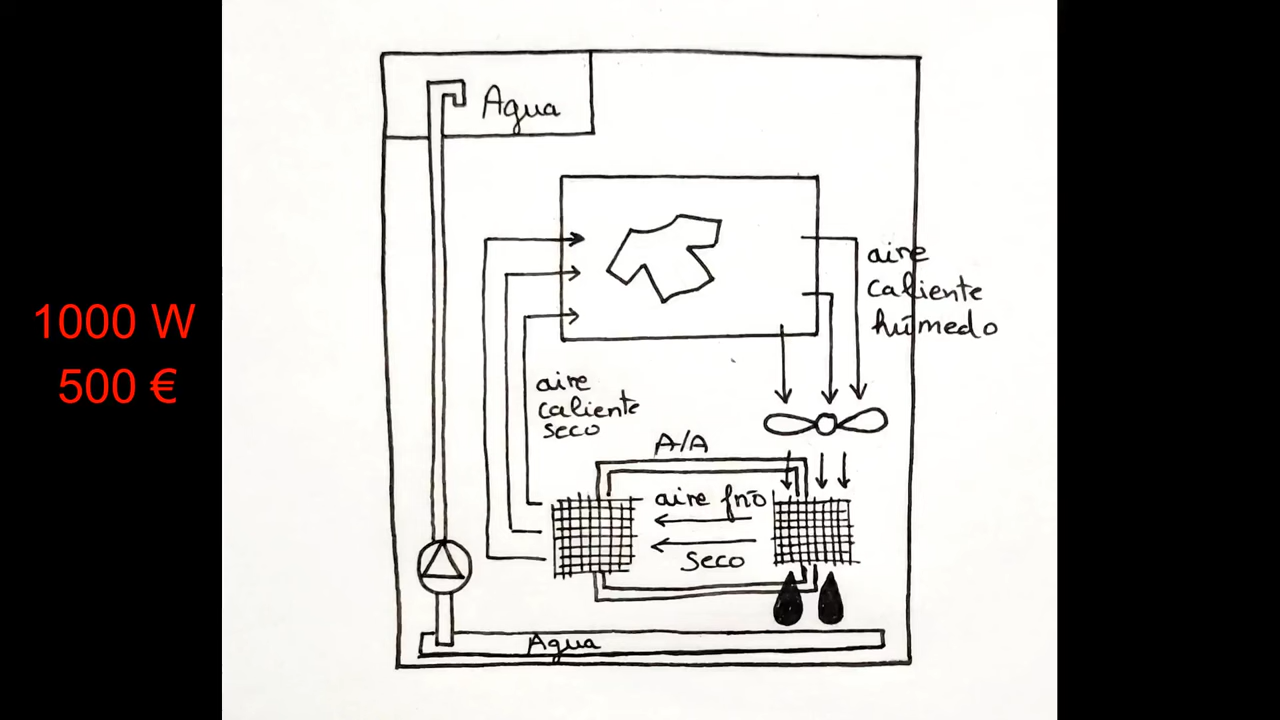 Agua
aire
caliente
húmedo
1000 W
500 €
aire
caliente
seco
A/A
aire frío
seco
Agua